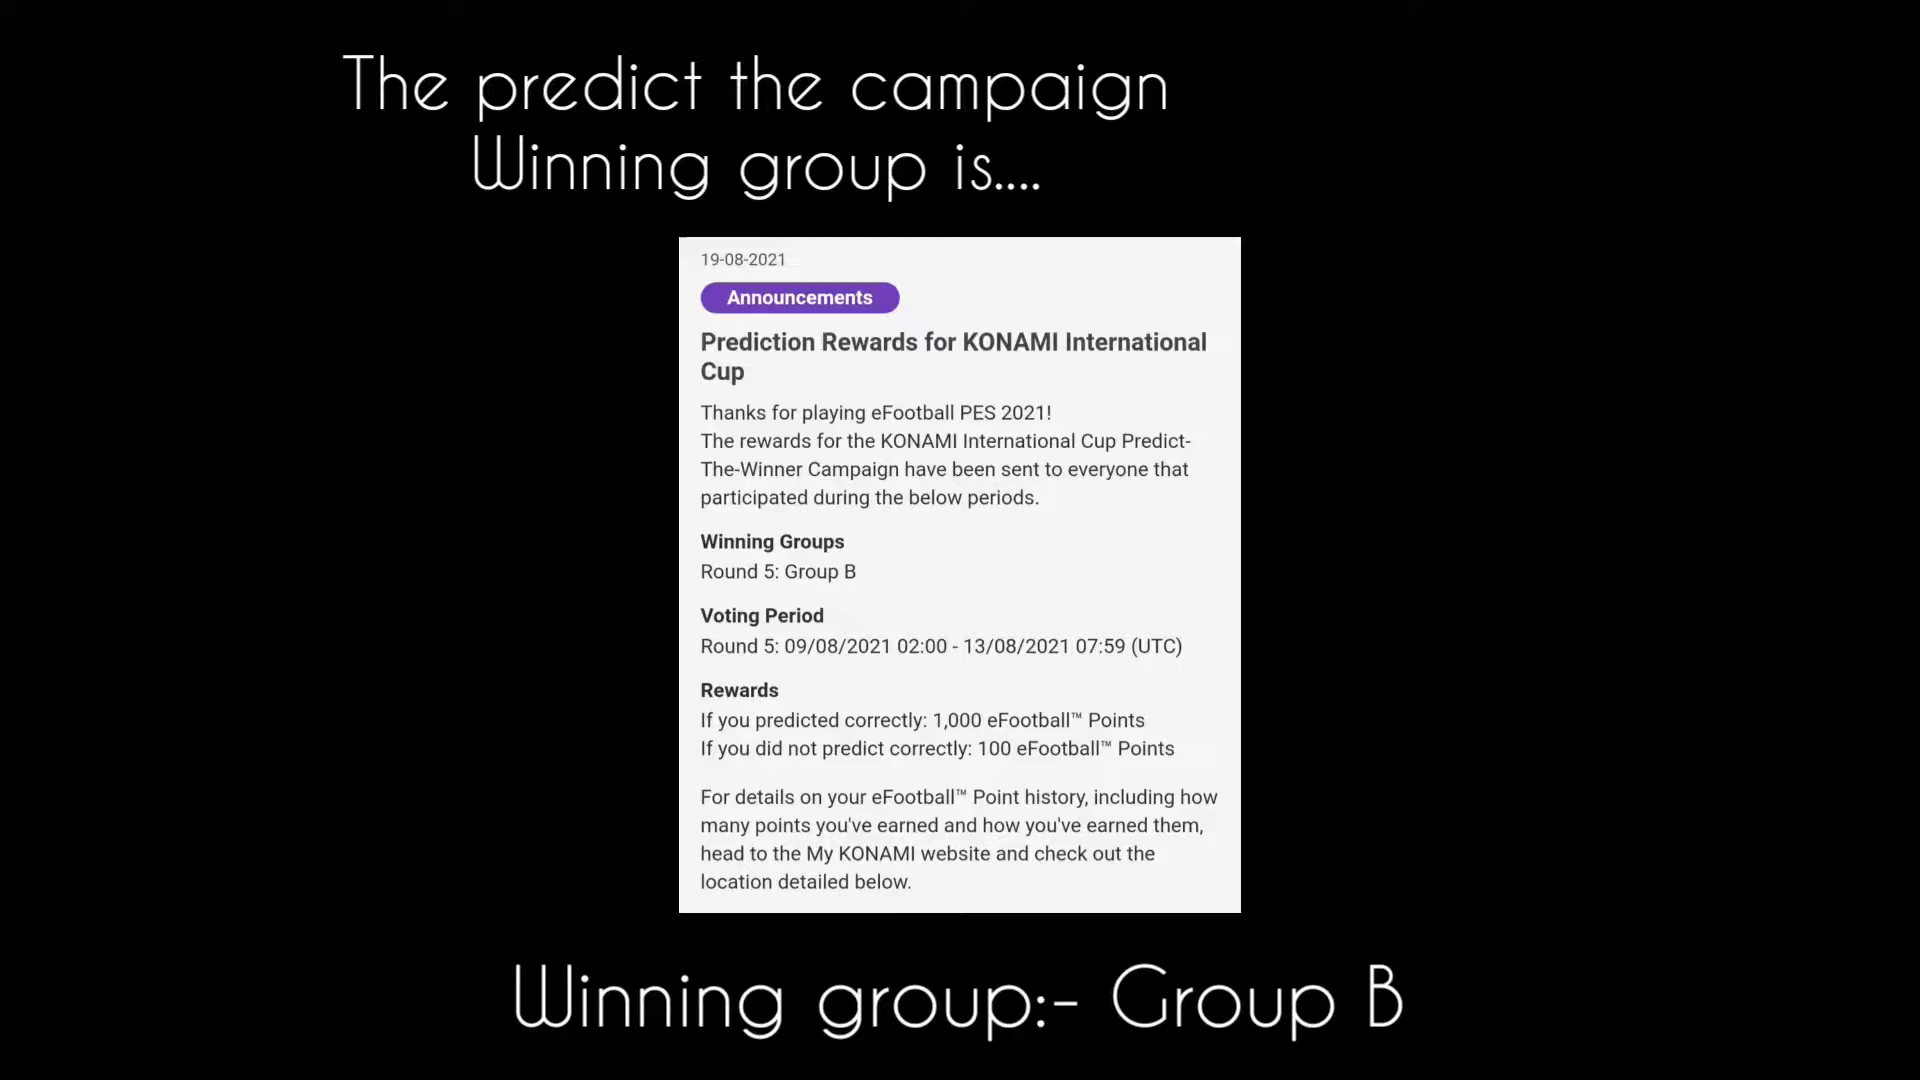 The predict the campaign
Winning group is....
19-08-2021
Announcements
Prediction Rewards for KONAMI International
Cup
Thanks for playing eFootball PES 2021!
The rewards for the KONAMI International Cup Predict-
The-Winner Campaign have been sent to everyone that
participated during the below periods.
Winning Groups
Round 5: Group B
Voting Period
Round 5: 09/08/2021 02:00 - 13/08/2021 07:59 (UTC)
Rewards
If you predicted correctly: 1,000 eFootball™ Points
If you did not predict correctly: 100 eFootball™ Points
For details on your eFootball™ Point history, including how
many points you've earned and how you've earned them,
head to the My KONAMI website and check out the
location detailed below.
Winning group:- Group B